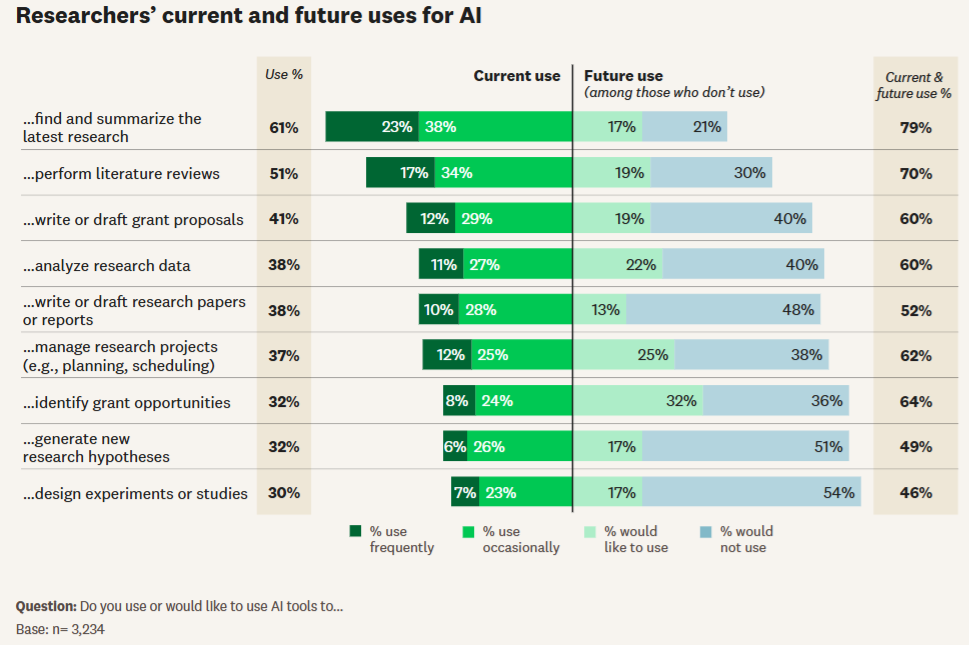 Researchers’ current and future uses for AI
Use %
Current use
Future use
(among those who don’t use)
Current &
future use %
...find and summarize the
latest research
61%
23%
38%
17%
21%
79%
...perform literature reviews
51%
17%
34%
19%
30%
70%
...write or draft grant proposals
41%
12%
29%
19%
40%
60%
...analyze research data
38%
11%
27%
22%
40%
60%
...write or draft research papers
or reports
38%
10%
28%
13%
48%
52%
...manage research projects
(e.g., planning, scheduling)
37%
12%
25%
25%
38%
62%
...identify grant opportunities
32%
8%
24%
32%
36%
64%
...generate new
research hypotheses
32%
6%
26%
17%
51%
49%
...design experiments or studies
30%
7%
23%
17%
54%
46%
% use
frequently
% use
occasionally
% would
like to use
% would
not use
Question: Do you use or would like to use AI tools to...
Base: n= 3,234